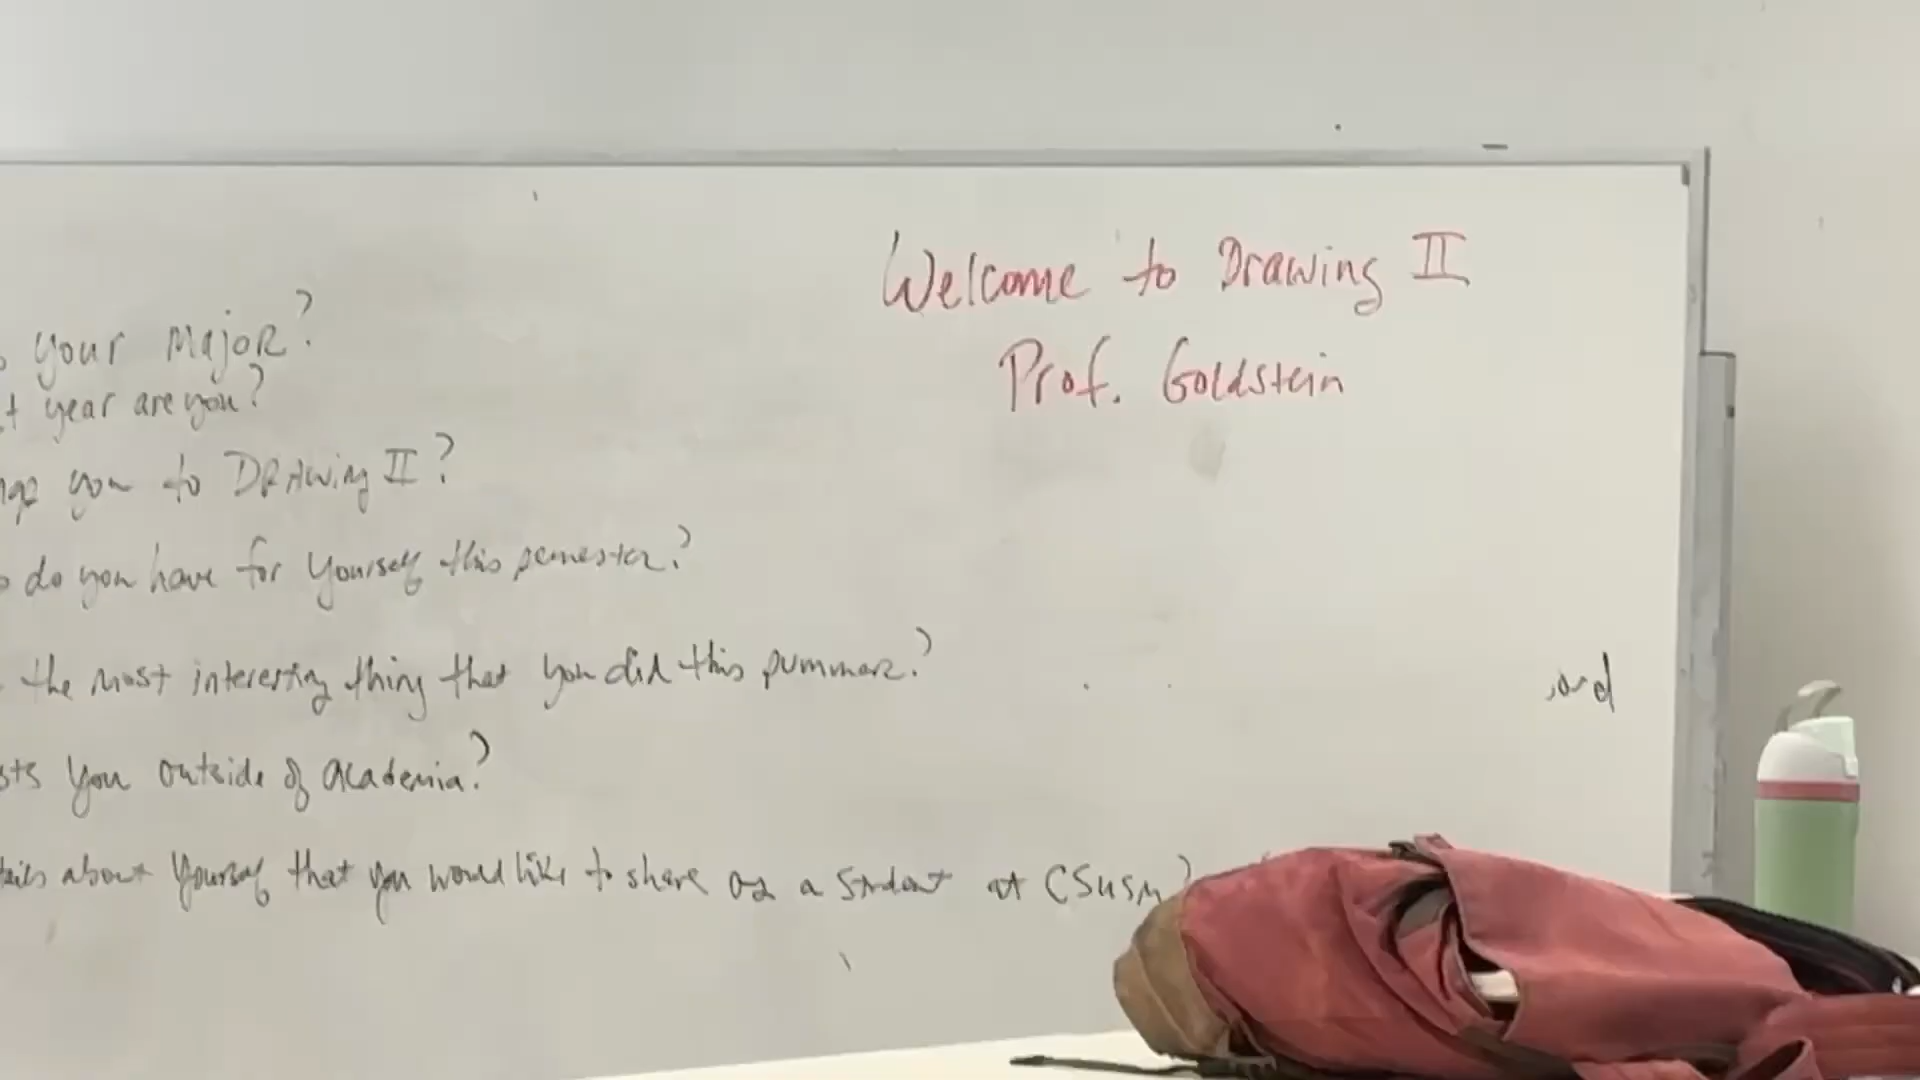 Welcome to Drawing II
Prof. Goldstein
your Major?
year are you?
you to DRAwing II?
do you have for yourself this semester?
the most interesting thing that you did this summer?
you outside of academia?
about yourself that you would like to share as a student at CSUSM?
and